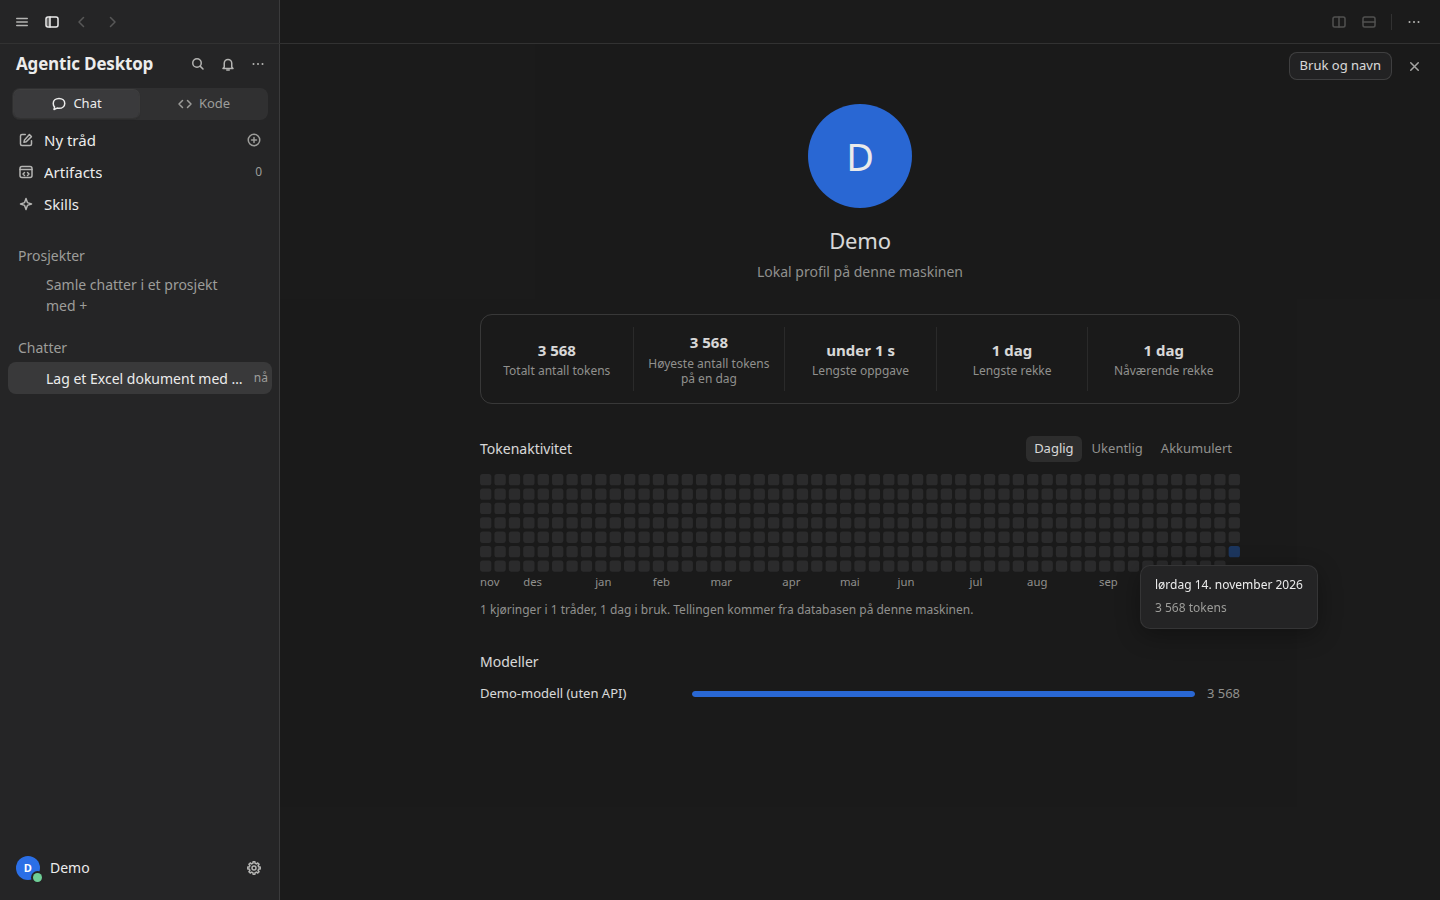 Agentic Desktop
Chat
Kode
Ny tråd
Artifacts
0
Skills
Prosjekter
Samle chatter i et prosjekt
med +
Chatter
Lag et Excel dokument med ...
nå
D
Demo
Bruk og navn
D
Demo
Lokal profil på denne maskinen
3 568
Totalt antall tokens
3 568
Høyeste antall tokens
på en dag
under 1 s
Lengste oppgave
1 dag
Lengste rekke
1 dag
Nåværende rekke
Tokenaktivitet
Daglig
Ukentlig
Akkumulert
nov des jan feb mar apr mai jun jul aug sep
lørdag 14. november 2026
3 568 tokens
1 kjøringer i 1 tråder, 1 dag i bruk. Tellingen kommer fra databasen på denne maskinen.
Modeller
Demo-modell (uten API)
3 568